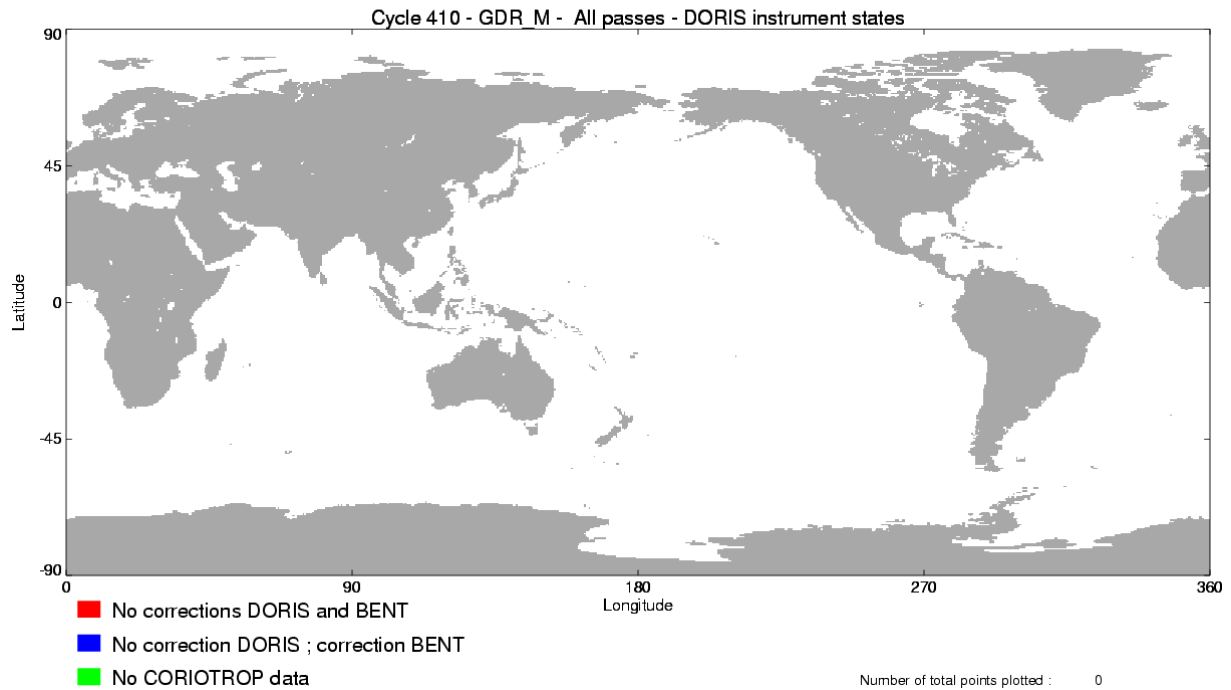 Cycle 410 - GDR_M - All passes - DORIS instrument states
90
45
0
-45
-90
Latitude
0 90 180 270 360
Longitude
No corrections DORIS and BENT
No correction DORIS ; correction BENT
No CORIOTROP data
Number of total points plotted : 0